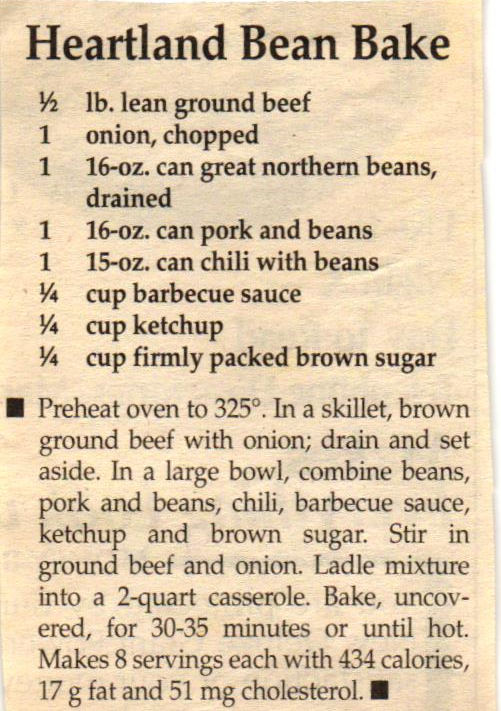 Heartland Bean Bake
½ lb. lean ground beef
1 onion, chopped
1 16-oz. can great northern beans,
drained
1 16-oz. can pork and beans
1 15-oz. can chili with beans
¼ cup barbecue sauce
¼ cup ketchup
¼ cup firmly packed brown sugar
■ Preheat oven to 325°. In a skillet, brown
ground beef with onion; drain and set
aside. In a large bowl, combine beans,
pork and beans, chili, barbecue sauce,
ketchup and brown sugar. Stir in
ground beef and onion. Ladle mixture
into a 2-quart casserole. Bake, uncov-
ered, for 30-35 minutes or until hot.
Makes 8 servings each with 434 calories,
17 g fat and 51 mg cholesterol. ■